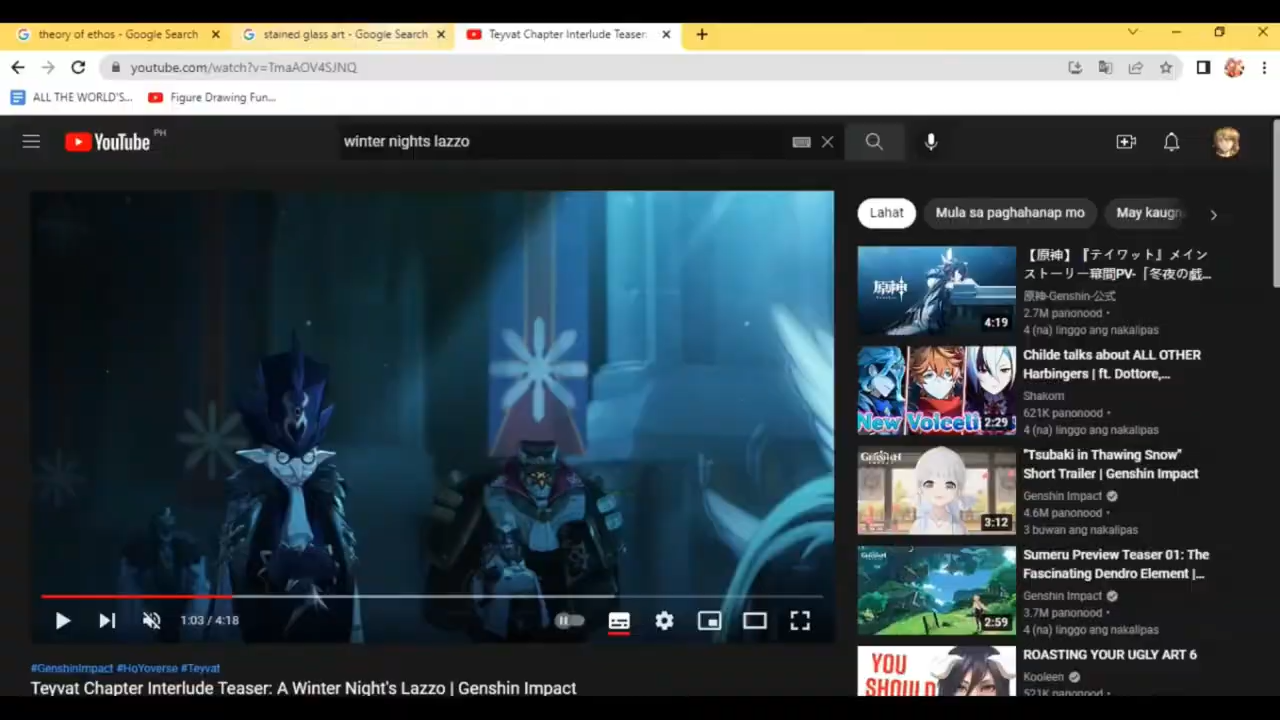 theory of ethos - Google Search
stained glass art - Google Search
Teyvat Chapter Interlude Teaser:
youtube.com/watch?v=TmaAOV4SJNQ
ALL THE WORLD'S...
Figure Drawing Fun...
YouTube PH
winter nights lazzo
Lahat
Mula sa paghahanap mo
May kaugn
原神
4:19
【原神】『テイワット』メイン
ストーリー幕間PV-「冬夜の戯...
原神-Genshin-公式
2.7M panonood •
4 (na) linggo ang nakalipas
New Voiceli
2:29
Childe talks about ALL OTHER
Harbingers | ft. Dottore,...
Shakom
621K panonood •
4 (na) linggo ang nakalipas
GENSHIN
3:12
"Tsubaki in Thawing Snow"
Short Trailer | Genshin Impact
Genshin Impact
4.6M panonood •
3 buwan ang nakalipas
GENSHIN
2:59
Sumeru Preview Teaser 01: The
Fascinating Dendro Element |...
Genshin Impact
3.7M panonood •
4 (na) linggo ang nakalipas
YOU
SHOULD
ROASTING YOUR UGLY ART 6
Kooleen
521K panonood •
1:03 / 4:18
#GenshinImpact #HoYoverse #Teyvat
Teyvat Chapter Interlude Teaser: A Winter Night's Lazzo | Genshin Impact